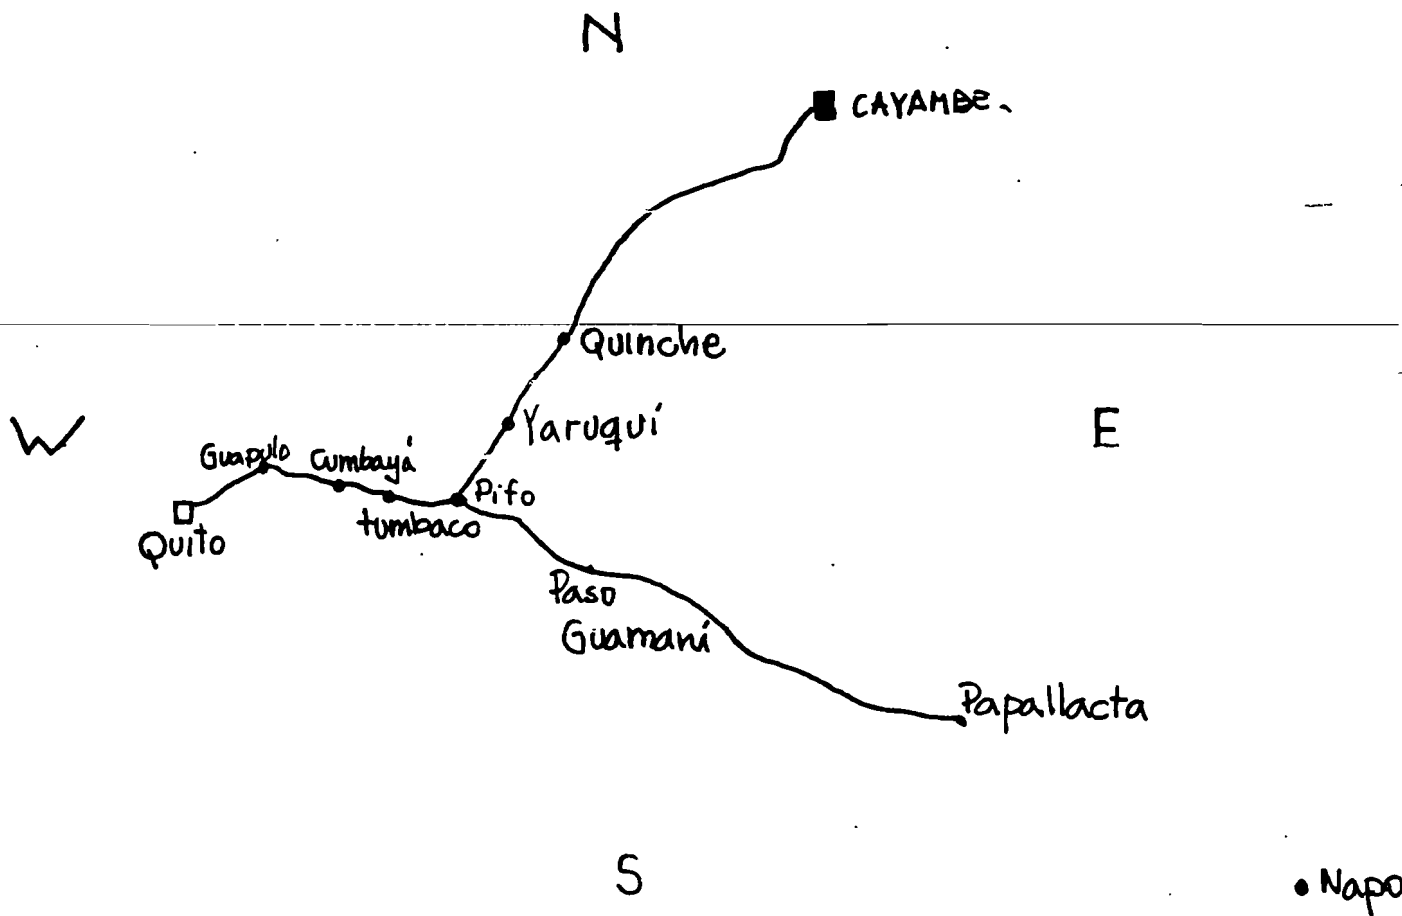 N
CAYAMBE.
Quinche
W
Yaruquí
E
Guapulo
Cumbayá
Pifo
tumbaco
Quito
Paso
Guamaní
Papallacta
S
Napo